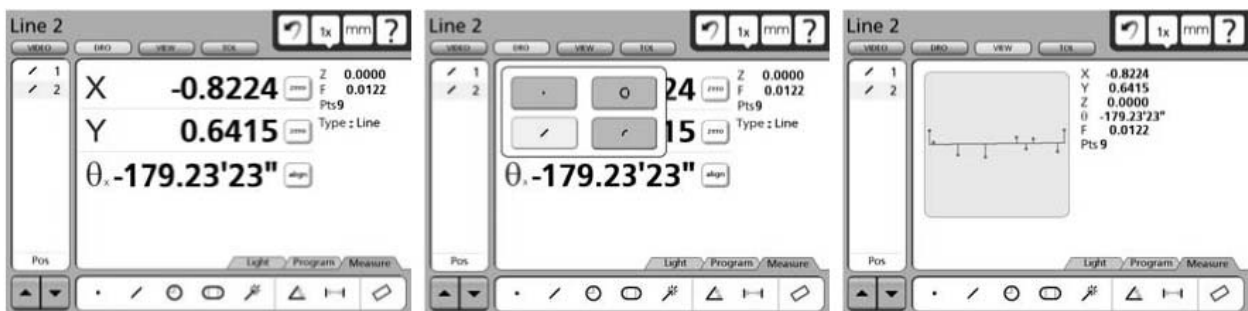 Line 2
1x mm ?
VIDEO DRO VIEW TOL
1
2
X -0.8224 zero
Y 0.6415 zero
θx -179.23'23" align
Z 0.0000
F 0.0122
Pts 9
Type : Line
Pos
Light Program Measure
Line 2
1x mm ?
VIDEO DRO VIEW TOL
1
2
24 zero
15 zero
θx -179.23'23" align
Z 0.0000
F 0.0122
Pts 9
Type : Line
Pos
Light Program Measure
Line 2
1x mm ?
VIDEO DRO VIEW TOL
1
2
X -0.8224
Y 0.6415
Z 0.0000
θ -179.23'23"
F 0.0122
Pts 9
Pos
Light Program Measure